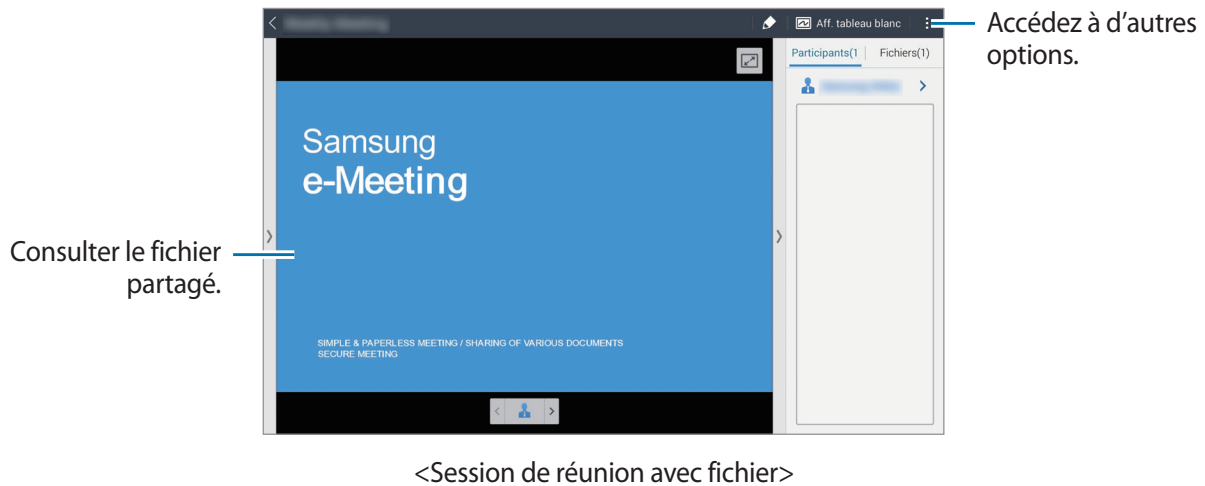 Aff. tableau blanc
Accédez à d'autres
options.
Participants(1
Fichiers(1)
Samsung
e-Meeting
Consulter le fichier
partagé.
SIMPLE & PAPERLESS MEETING / SHARING OF VARIOUS DOCUMENTS
SECURE MEETING
<Session de réunion avec fichier>